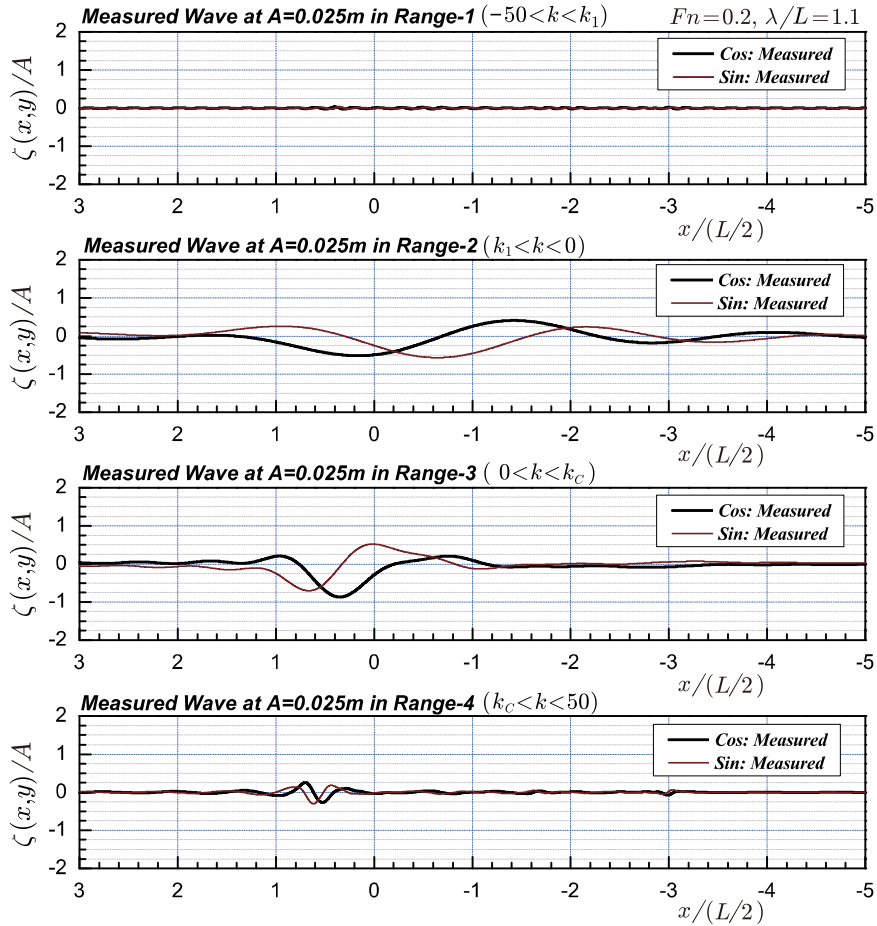 Measured Wave at A=0.025m in Range-1 (−50<k<k₁) Fn=0.2, λ/L=1.1
2
Cos: Measured
1
Sin: Measured
ζ(x,y)/A
0
-1
-2
3 2 1 0 -1 -2 -3 -4 -5
x/(L/2)
Measured Wave at A=0.025m in Range-2 (k₁<k<0)
2
Cos: Measured
1
Sin: Measured
ζ(x,y)/A
0
-1
-2
3 2 1 0 -1 -2 -3 -4 -5
x/(L/2)
Measured Wave at A=0.025m in Range-3 ( 0<k<k_C)
2
Cos: Measured
1
Sin: Measured
ζ(x,y)/A
0
-1
-2
3 2 1 0 -1 -2 -3 -4 -5
x/(L/2)
Measured Wave at A=0.025m in Range-4 (k_C<k<50)
2
Cos: Measured
1
Sin: Measured
ζ(x,y)/A
0
-1
-2
3 2 1 0 -1 -2 -3 -4 -5
x/(L/2)